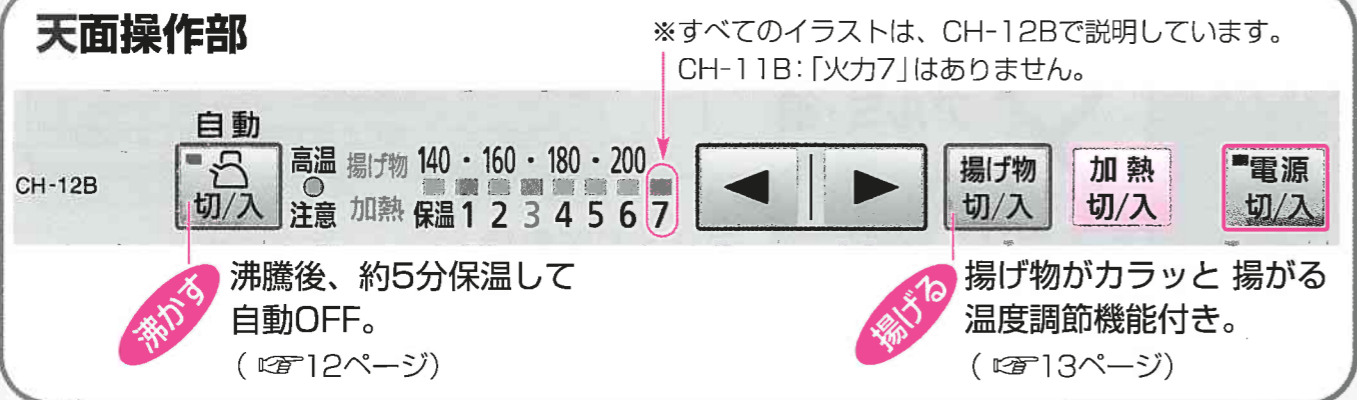 天面操作部
※すべてのイラストは、CH-12Bで説明しています。
CH-11B:「火力7」はありません。
CH-12B
自動
切/入
高温
注意
揚げ物 140・160・180・200
加熱 保温 1 2 3 4 5 6 7
◀ ▶
揚げ物
切/入
加熱
切/入
電源
切/入
沸かす
沸騰後、約5分保温して
自動OFF。
(☞12ページ)
揚げる
揚げ物がカラッと 揚がる
温度調節機能付き。
(☞13ページ)